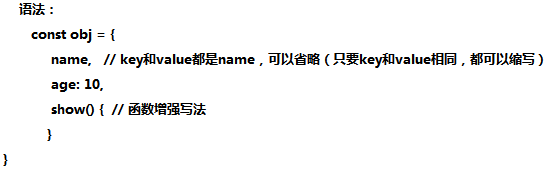 语法：
const obj = {
name,   // key和value都是name，可以省略（只要key和value相同，都可以缩写）
age: 10,
show() {  // 函数增强写法
}
}